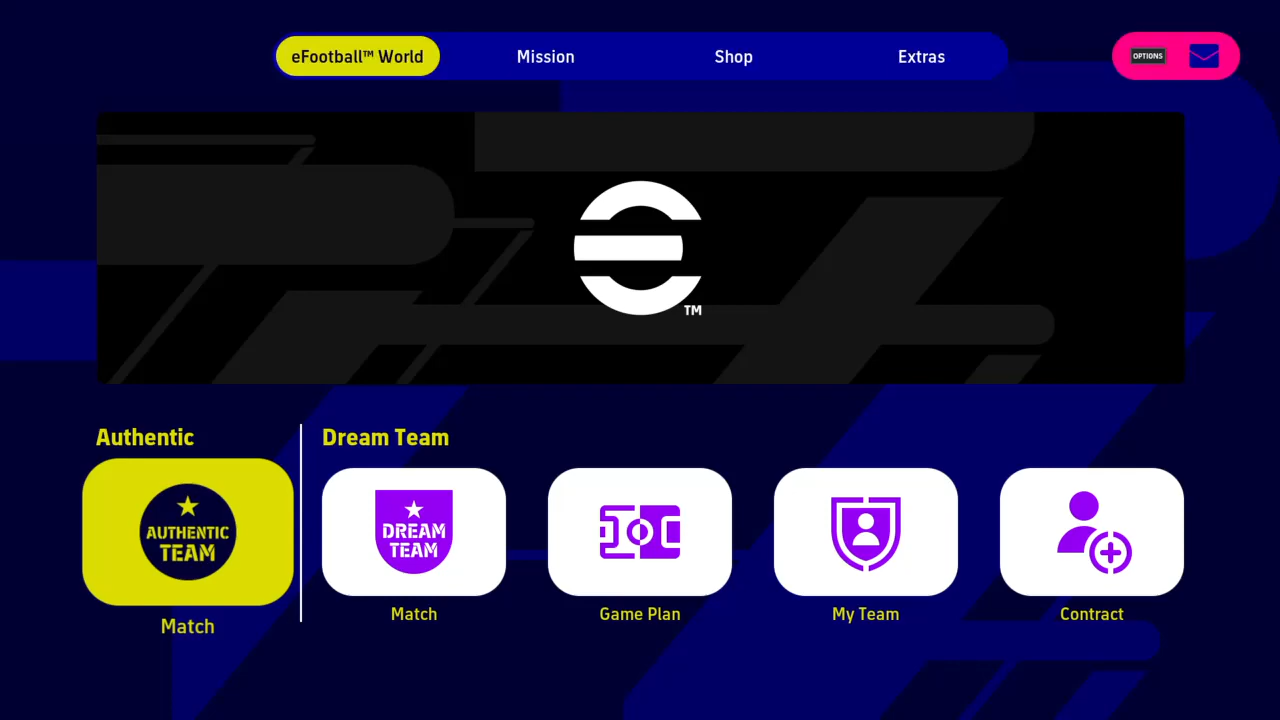 eFootball™ World
Mission
Shop
Extras
OPTIONS
TM
Authentic
Dream Team
AUTHENTIC
TEAM
DREAM
TEAM
Match
Match
Game Plan
My Team
Contract